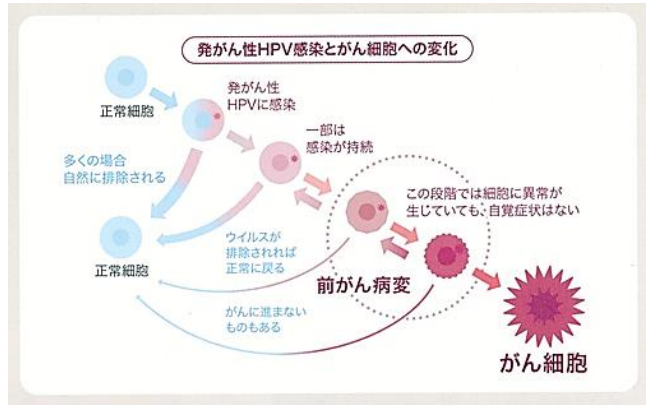 発がん性HPV感染とがん細胞への変化
正常細胞
発がん性
HPVに感染
一部は
感染が持続
多くの場合
自然に排除される
この段階では細胞に異常が
生じていても、自覚症状はない
正常細胞
ウイルスが
排除されれば
正常に戻る
前がん病変
がんに進まない
ものもある
がん細胞